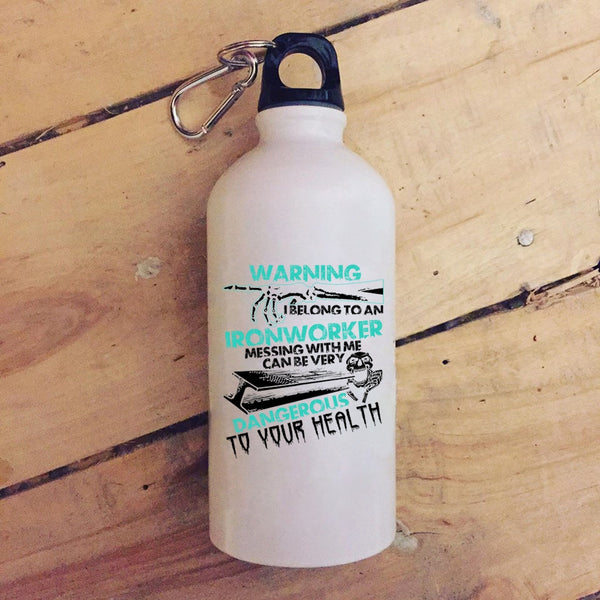 WARNING
I BELONG TO AN
IRONWORKER
MESSING WITH ME
CAN BE VERY
DANGEROUS
TO YOUR HEALTH